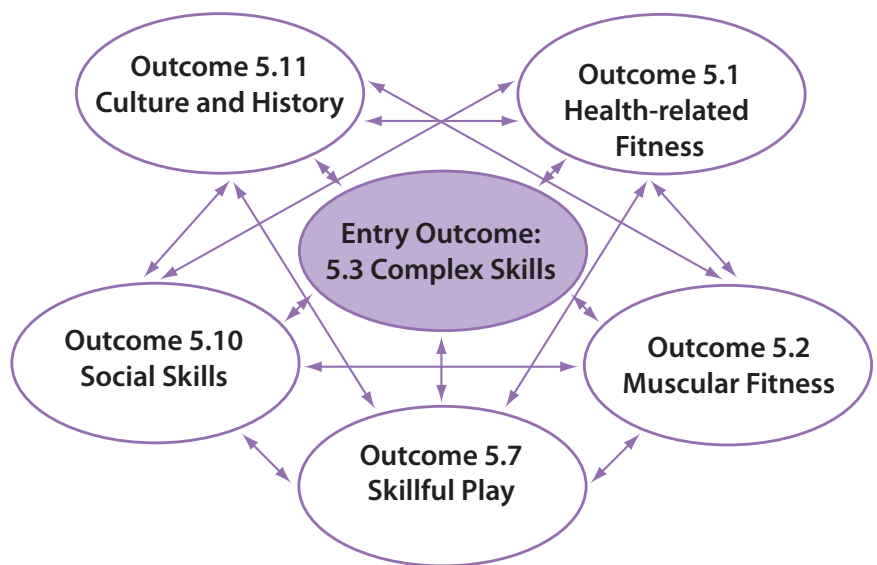 Outcome 5.11
Culture and History
Outcome 5.1
Health-related
Fitness
Entry Outcome:
5.3 Complex Skills
Outcome 5.10
Social Skills
Outcome 5.2
Muscular Fitness
Outcome 5.7
Skillful Play